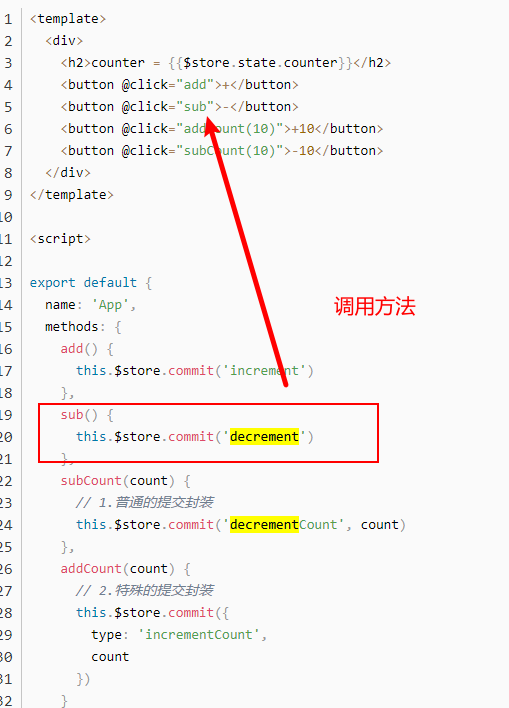 1 <template>
2   <div>
3     <h2>counter = {{$store.state.counter}}</h2>
4     <button @click="add">+</button>
5     <button @click="sub">-</button>
6     <button @click="addCount(10)">+10</button>
7     <button @click="subCount(10)">-10</button>
8   </div>
9 </template>
10
11 <script>
12
13 export default {
14   name: 'App',
调用方法
15   methods: {
16     add() {
17       this.$store.commit('increment')
18     },
19     sub() {
20       this.$store.commit('decrement')
21     },
22     subCount(count) {
23       // 1.普通的提交封装
24       this.$store.commit('decrementCount', count)
25     },
26     addCount(count) {
27       // 2.特殊的提交封装
28       this.$store.commit({
29         type: 'incrementCount',
30         count
31       })
32     }